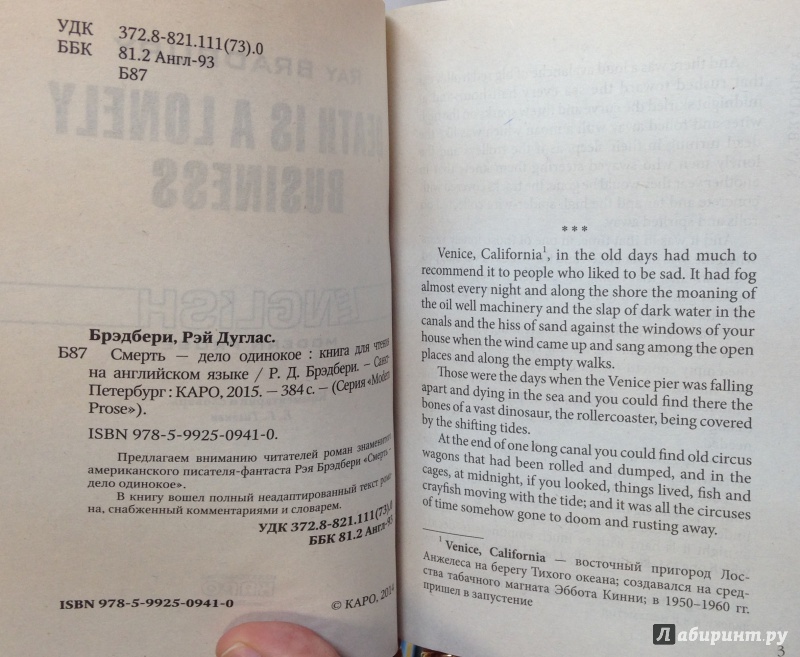 УДК 372.8-821.111(73).0
ББК 81.2 Англ-93
Б87
Брэдбери, Рэй Дуглас.
Б87 Смерть — дело одинокое : книга для чтения
на английском языке / Р. Д. Брэдбери. – Санкт-
Петербург : КАРО, 2015. – 384 с. – (Серия «Modern
Prose»).
ISBN 978-5-9925-0941-0.
Предлагаем вниманию читателей роман знаменитого
американского писателя-фантаста Рэя Брэдбери «Смерть –
дело одинокое».
В книгу вошел полный неадаптированный текст рома-
на, снабженный комментариями и словарем.
УДК 372.8-821.111(73).0
ББК 81.2 Англ-93
ISBN 978-5-9925-0941-0
© КАРО, 2014
* * *
Venice, California¹, in the old days had much to
recommend it to people who liked to be sad. It had fog
almost every night and along the shore the moaning of
the oil well machinery and the slap of dark water in the
canals and the hiss of sand against the windows of your
house when the wind came up and sang among the open
places and along the empty walks.
Those were the days when the Venice pier was falling
apart and dying in the sea and you could find there the
bones of a vast dinosaur, the rollercoaster, being covered
by the shifting tides.
At the end of one long canal you could find old circus
wagons that had been rolled and dumped, and in the
cages, at midnight, if you looked, things lived, fish and
crayfish moving with the tide; and it was all the circuses
of time somehow gone to doom and rusting away.
¹ Venice, California — восточный пригород Лос-
Анжелеса на берегу Тихого океана; создавался на сред-
ства табачного магната Эббота Кинни; в 1950–1960 гг.
пришел в запустение
3
Лабиринт.ру